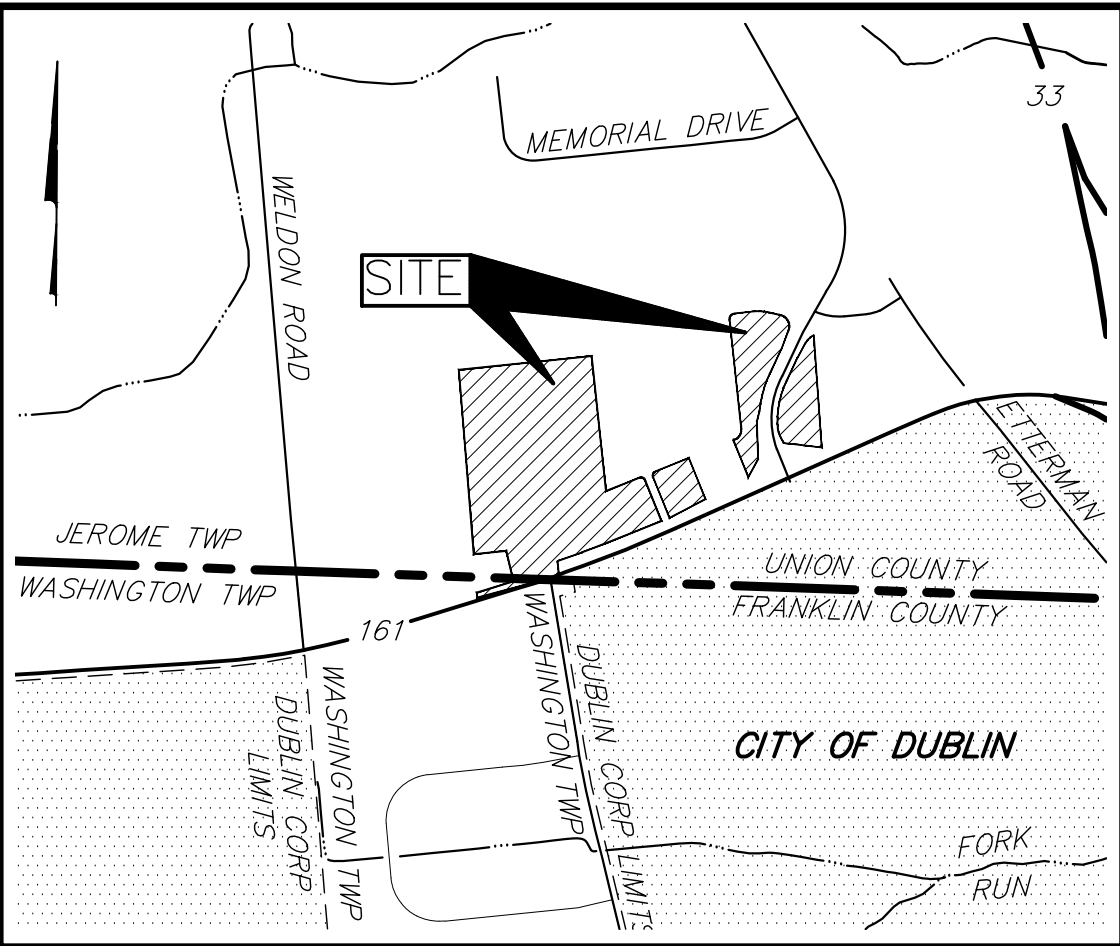 33
MEMORIAL DRIVE
WELDON ROAD
SITE
ETTERMAN
ROAD
JEROME TWP
WASHINGTON TWP
UNION COUNTY
FRANKLIN COUNTY
161
WASHINGTON TWP
DUBLIN CORP LIMITS
WASHINGTON TWP
DUBLIN CORP
LIMITS
CITY OF DUBLIN
FORK
RUN